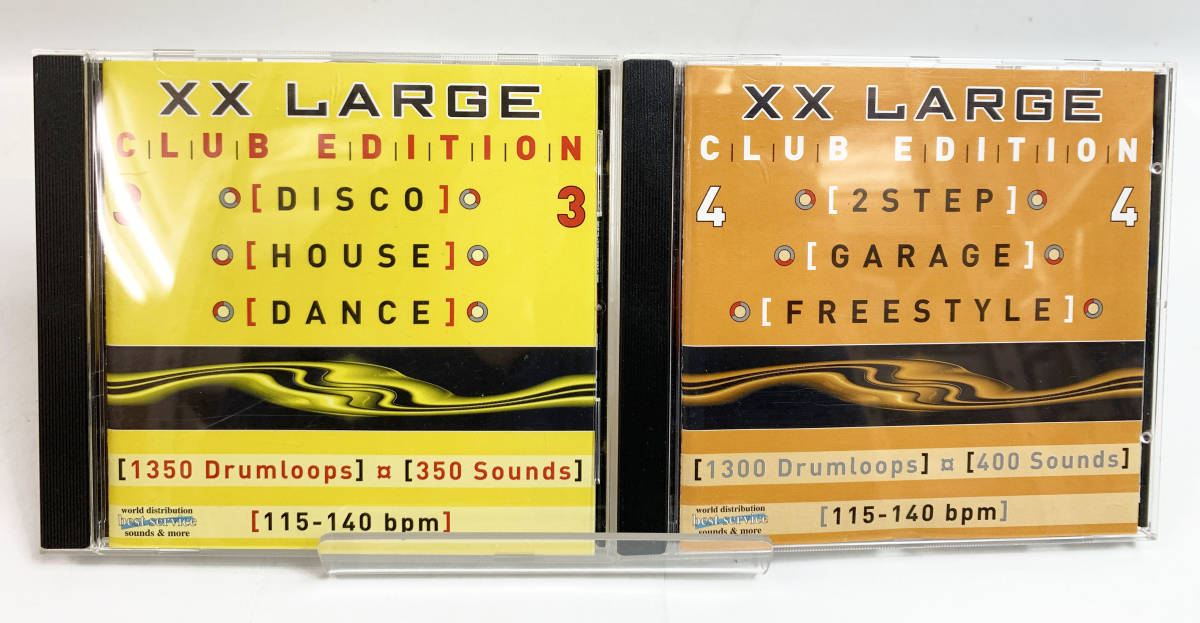 XX LARGE
CLUB EDITION
3 [DISCO] 3
[HOUSE]
[DANCE]
[1350 Drumloops] ¤ [350 Sounds]
world distribution
best service
sounds & more
[115-140 bpm]
XX LARGE
CLUB EDITION
4 [2STEP] 4
[GARAGE]
[FREESTYLE]
[1300 Drumloops] ¤ [400 Sounds]
world distribution
best service
sounds & more
[115-140 bpm]